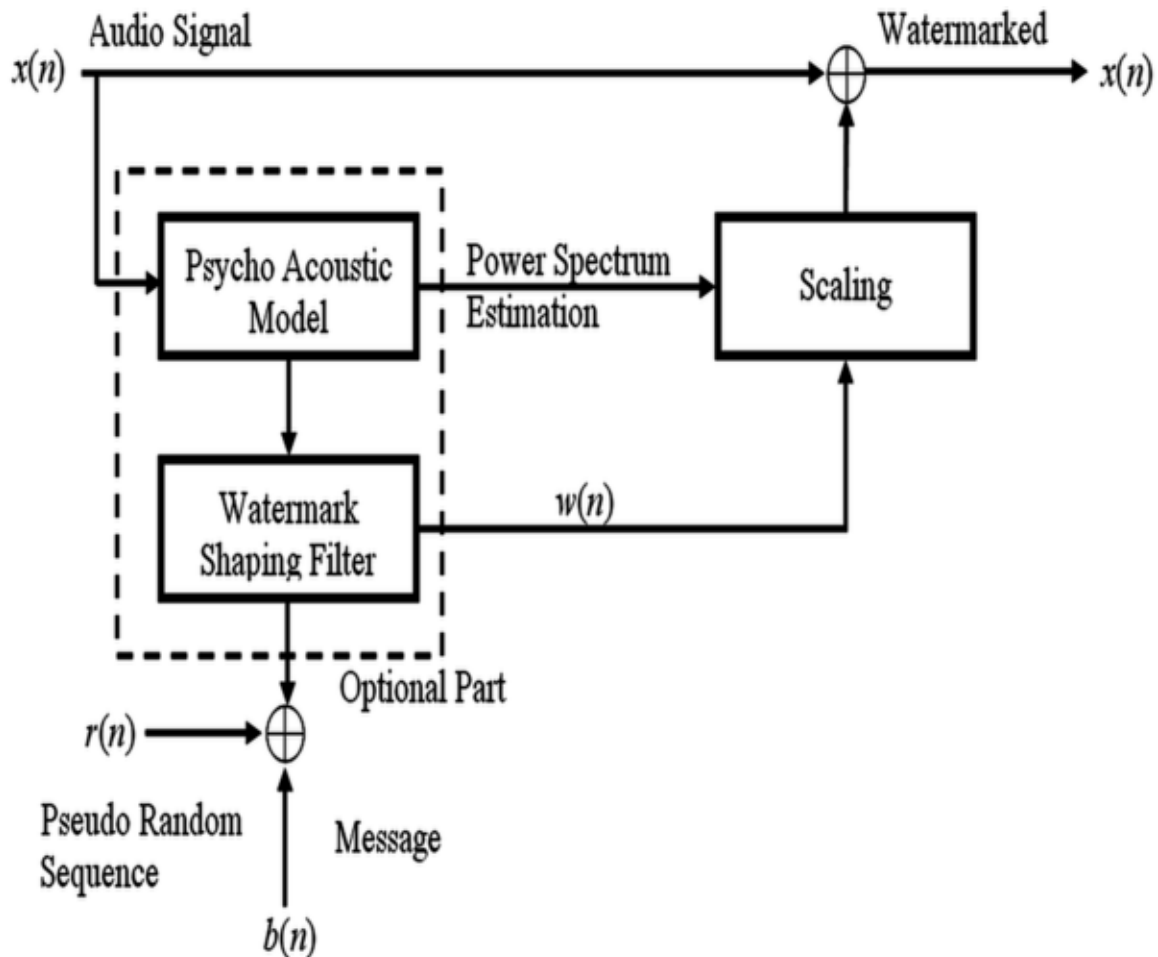 Audio Signal
Watermarked
x(n)
x(n)
Psycho Acoustic
Model
Power Spectrum
Estimation
Scaling
Watermark
Shaping Filter
w(n)
Optional Part
r(n)
Pseudo Random
Sequence
Message
b(n)